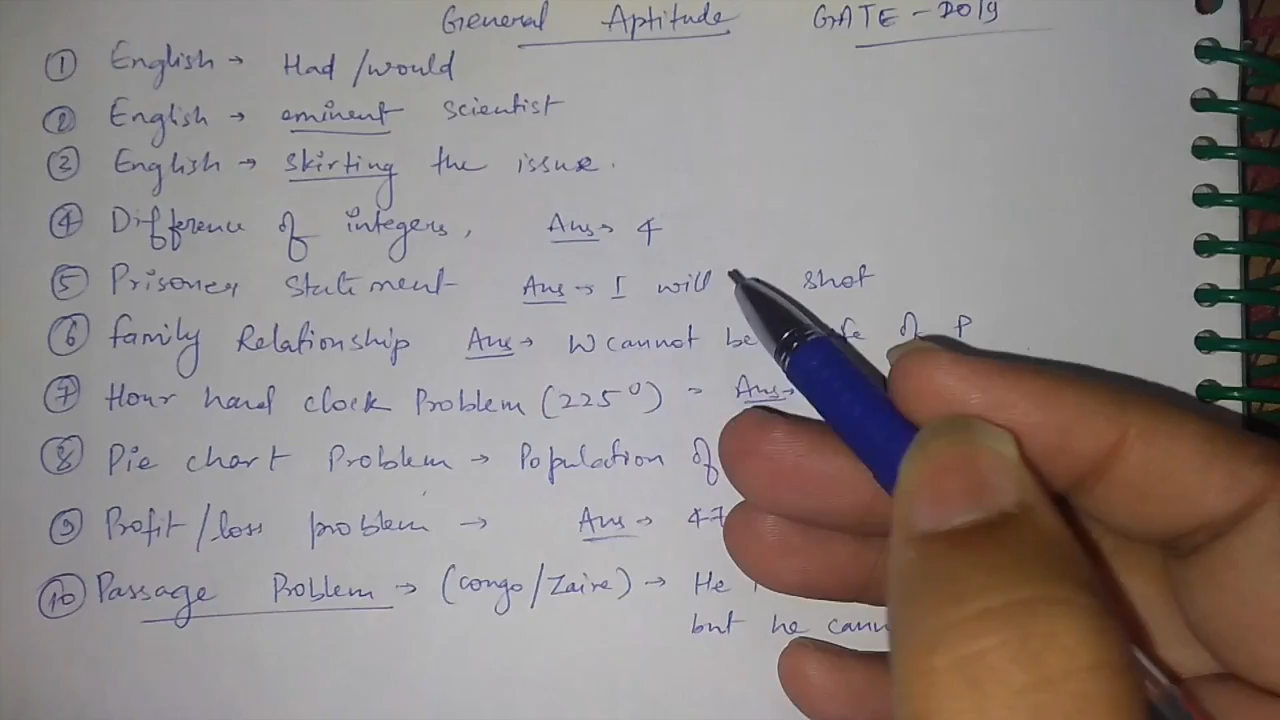 General Aptitude GATE-2019
① English → Had/would
② English → eminent scientist
③ English → skirting the issue.
④ Difference of integers, Ans→ 4
⑤ Prisoner statement Ans→ I will shot
⑥ family Relationship Ans→ W cannot be of P
⑦ Hour hand clock Problem (225°) - Ans→
⑧ Pie chart Problem → Population of
⑨ Profit/loss problem → Ans→ 47
⑩ Passage Problem → (Congo/Zaire) → He
but he